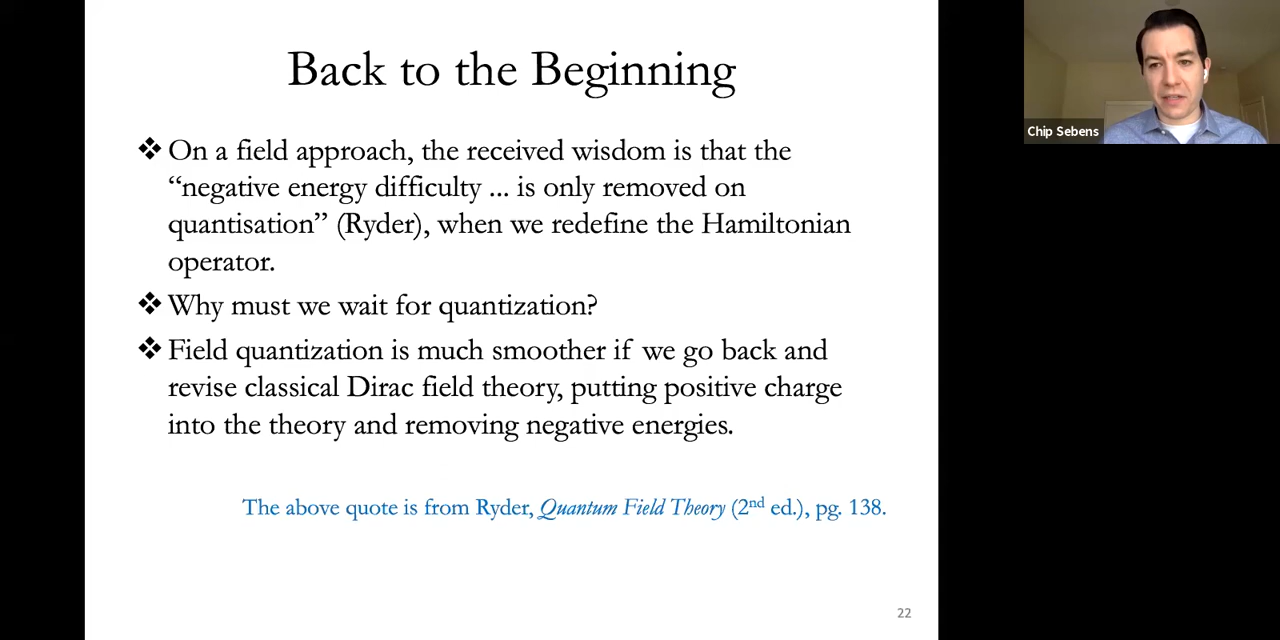 Back to the Beginning
❖ On a field approach, the received wisdom is that the
“negative energy difficulty ... is only removed on
quantisation” (Ryder), when we redefine the Hamiltonian
operator.
❖ Why must we wait for quantization?
❖ Field quantization is much smoother if we go back and
revise classical Dirac field theory, putting positive charge
into the theory and removing negative energies.
The above quote is from Ryder, Quantum Field Theory (2nd ed.), pg. 138.
22
Chip Sebens